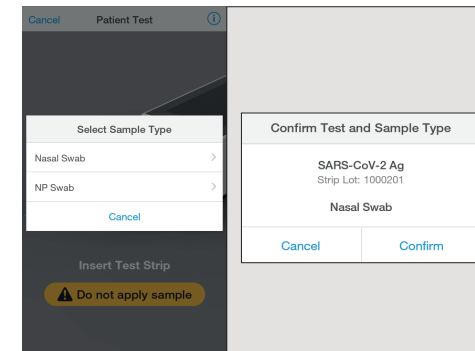 Cancel Patient Test
Select Sample Type
Nasal Swab
NP Swab
Cancel
Insert Test Strip
Do not apply sample
Confirm Test and Sample Type
SARS-CoV-2 Ag
Strip Lot: 1000201
Nasal Swab
Cancel Confirm